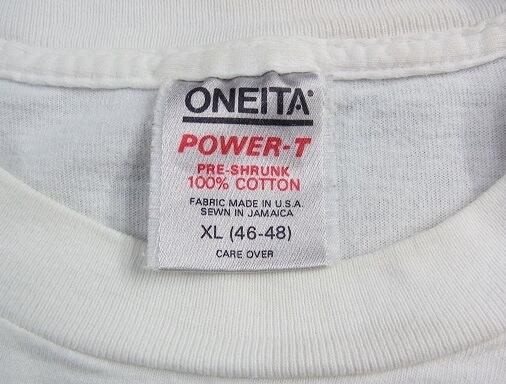 ONEITA®
POWER-T
PRE-SHRUNK
100% COTTON
FABRIC MADE IN U.S.A.
SEWN IN JAMAICA
XL (46-48)
CARE OVER